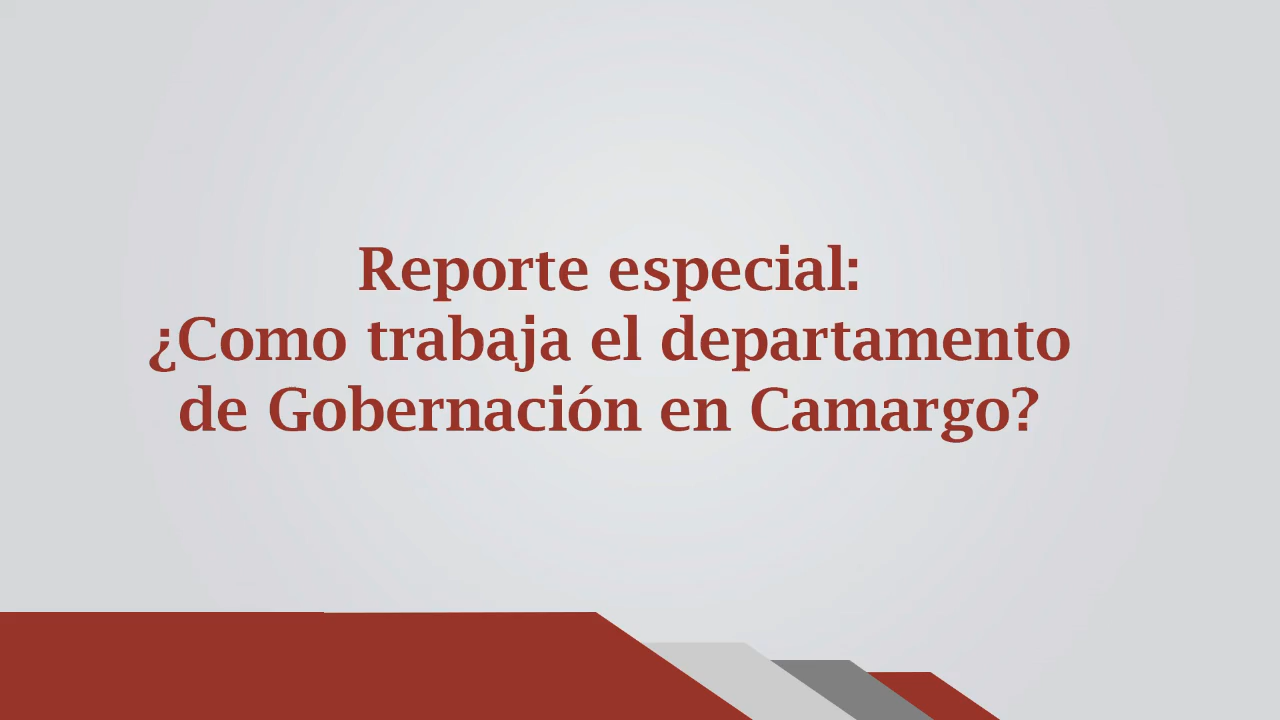 Reporte especial:
¿Como trabaja el departamento
de Gobernación en Camargo?